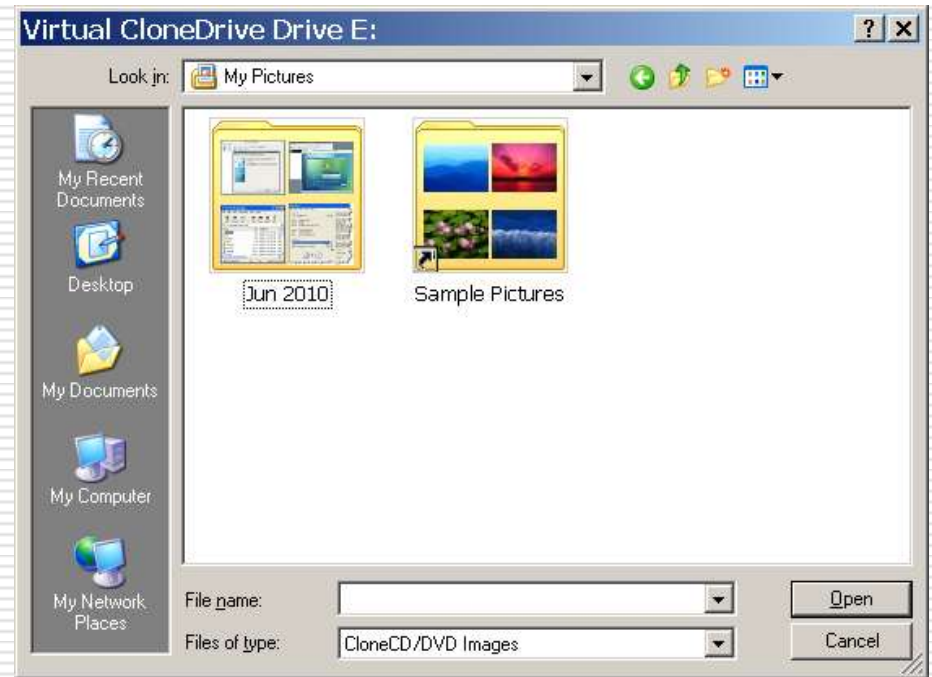 Virtual CloneDrive Drive E:
Look in: My Pictures
My Recent
Documents
Desktop
My Documents
My Computer
My Network
Places
Jun 2010
Sample Pictures
File name:
Open
Files of type: CloneCD/DVD Images
Cancel